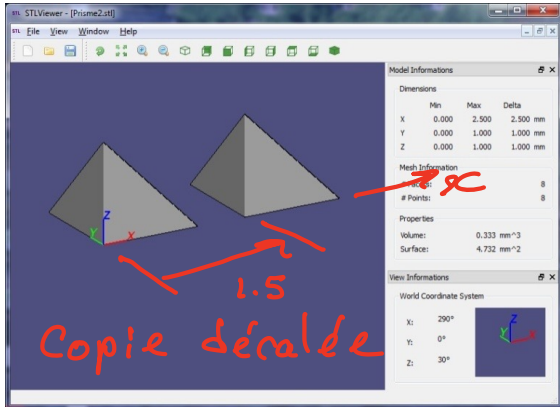 STLViewer - [Prisme2.stl]
File View Window Help
Model Informations
Dimensions
Min Max Delta
X 0.000 2.500 2.500 mm
Y 0.000 1.000 1.000 mm
Z 0.000 1.000 1.000 mm
Mesh Information
x
8
# Points: 8
Properties
Volume: 0.333 mm^3
Surface: 4.732 mm^2
View Informations
World Coordinate System
X: 290°
Y: 0°
Z: 30°
Z
X
Z
Y X
1.5
Copie décalée